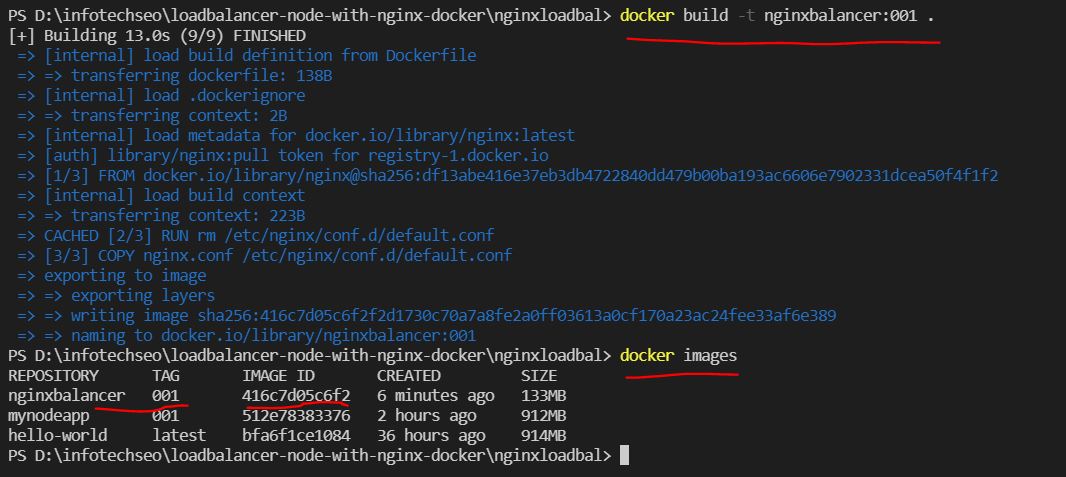 PS D:\infotechseo\loadbalancer-node-with-nginx-docker\nginxloadbal> docker build -t nginxbalancer:001 .
[+] Building 13.0s (9/9) FINISHED
=> [internal] load build definition from Dockerfile
=> => transferring dockerfile: 138B
=> [internal] load .dockerignore
=> => transferring context: 2B
=> [internal] load metadata for docker.io/library/nginx:latest
=> [auth] library/nginx:pull token for registry-1.docker.io
=> [1/3] FROM docker.io/library/nginx@sha256:df13abe416e37eb3db4722840dd479b00ba193ac6606e7902331dcea50f4f1f2
=> [internal] load build context
=> => transferring context: 223B
=> CACHED [2/3] RUN rm /etc/nginx/conf.d/default.conf
=> [3/3] COPY nginx.conf /etc/nginx/conf.d/default.conf
=> exporting to image
=> => exporting layers
=> => writing image sha256:416c7d05c6f2f2d1730c70a7a8fe2a0ff03613a0cf170a23ac24fee33af6e389
=> => naming to docker.io/library/nginxbalancer:001
PS D:\infotechseo\loadbalancer-node-with-nginx-docker\nginxloadbal> docker images
REPOSITORY TAG IMAGE ID CREATED SIZE
nginxbalancer 001 416c7d05c6f2 6 minutes ago 133MB
mynodeapp 001 512e78383376 2 hours ago 912MB
hello-world latest bfa6f1ce1084 36 hours ago 914MB
PS D:\infotechseo\loadbalancer-node-with-nginx-docker\nginxloadbal>